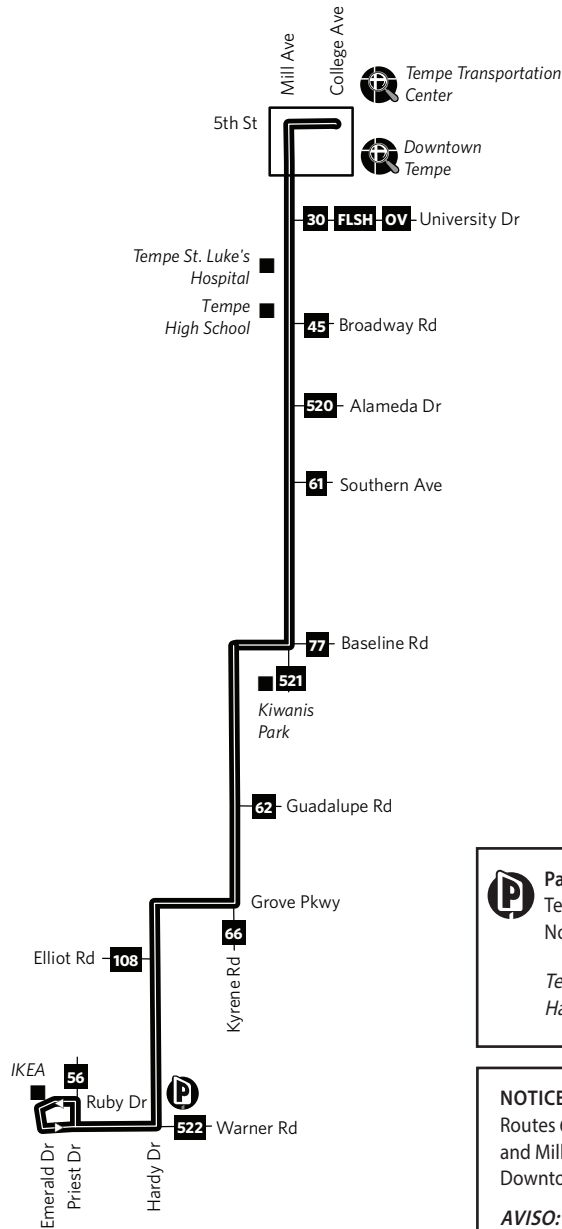 Mill Ave
College Ave
Tempe Transportation
Center
5th St
Downtown
Tempe
30 FLSH OV University Dr
Tempe St. Luke's
Hospital
Tempe
High School
45 Broadway Rd
520 Alameda Dr
61 Southern Ave
77 Baseline Rd
521
Kiwanis
Park
62 Guadalupe Rd
Grove Pkwy
66
Kyrene Rd
Elliot Rd 108
IKEA
56
Ruby Dr
P
522 Warner Rd
Emerald Dr
Priest Dr
Hardy Dr
P
Pa
Te
No
Te
Ha
NOTICE
Routes
and Mill
Downto
AVISO: